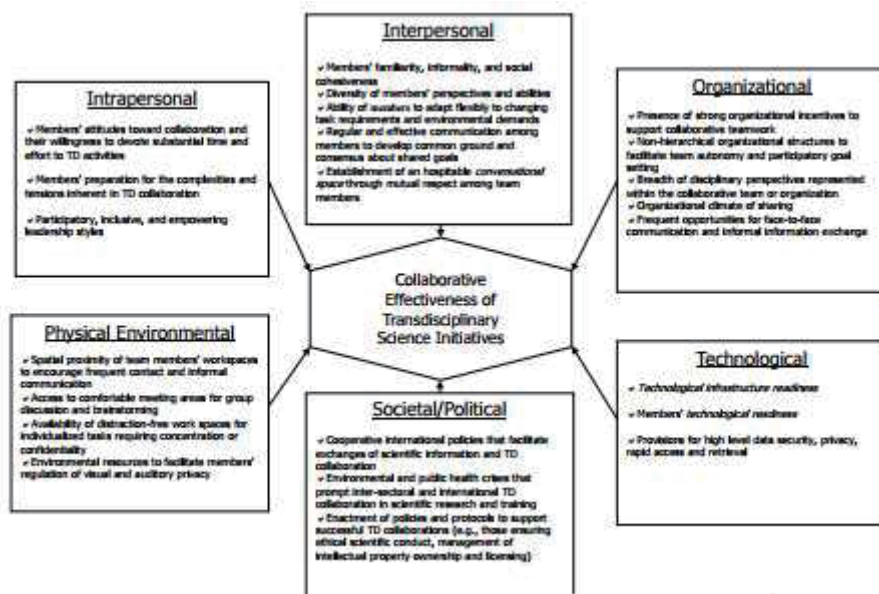 Interpersonal
✔ Members' familiarity, informality, and social
cohesiveness
✔ Diversity of members' perspectives and abilities
✔ Ability of members to adapt flexibly to changing
task requirements and environmental demands
✔ Regular and effective communication among
members to develop common ground and
consensus about shared goals
✔ Establishment of an hospitable conversational
space through mutual respect among team
members
Intrapersonal
✔ Members' attitudes toward collaboration and
their willingness to devote substantial time and
effort to TD activities
✔ Members' preparation for the complexities and
tensions inherent in TD collaboration
✔ Participatory, inclusive, and empowering
leadership styles
Organizational
✔ Presence of strong organizational incentives to
support collaborative teamwork
✔ Non-hierarchical organizational structures to
facilitate team autonomy and participatory goal
setting
✔ Breadth of disciplinary perspectives represented
within the collaborative team or organization
✔ Organizational climate of sharing
✔ Frequent opportunities for face-to-face
communication and informal information exchange
Collaborative
Effectiveness of
Transdisciplinary
Science Initiatives
Physical Environmental
✔ Spatial proximity of team members' workspaces
to encourage frequent contact and informal
communication
✔ Access to comfortable meeting areas for group
discussion and brainstorming
✔ Availability of distraction-free work spaces for
individualized tasks requiring concentration or
confidentiality
✔ Environmental resources to facilitate members'
regulation of visual and auditory privacy
Societal/Political
✔ Cooperative international policies that facilitate
exchanges of scientific information and TD
collaboration
✔ Environmental and public health crises that
prompt inter-sectoral and international TD
collaboration in scientific research and training
✔ Enactment of policies and protocols to support
successful TD collaborations (e.g., those ensuring
ethical scientific conduct, management of
intellectual property ownership and licensing)
Technological
✔ Technological infrastructure readiness
✔ Members' technological readiness
✔ Provisions for high level data security, privacy,
rapid access and retrieval